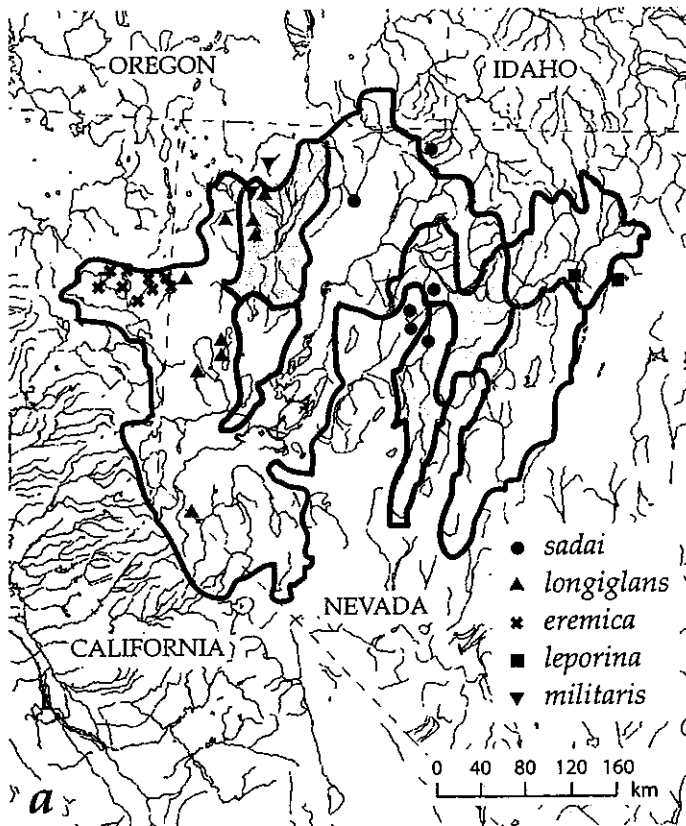 OREGON
IDAHO
NEVADA
CALIFORNIA
sadai
longiglans
eremica
leporina
militaris
0 40 80 120 160
km
a